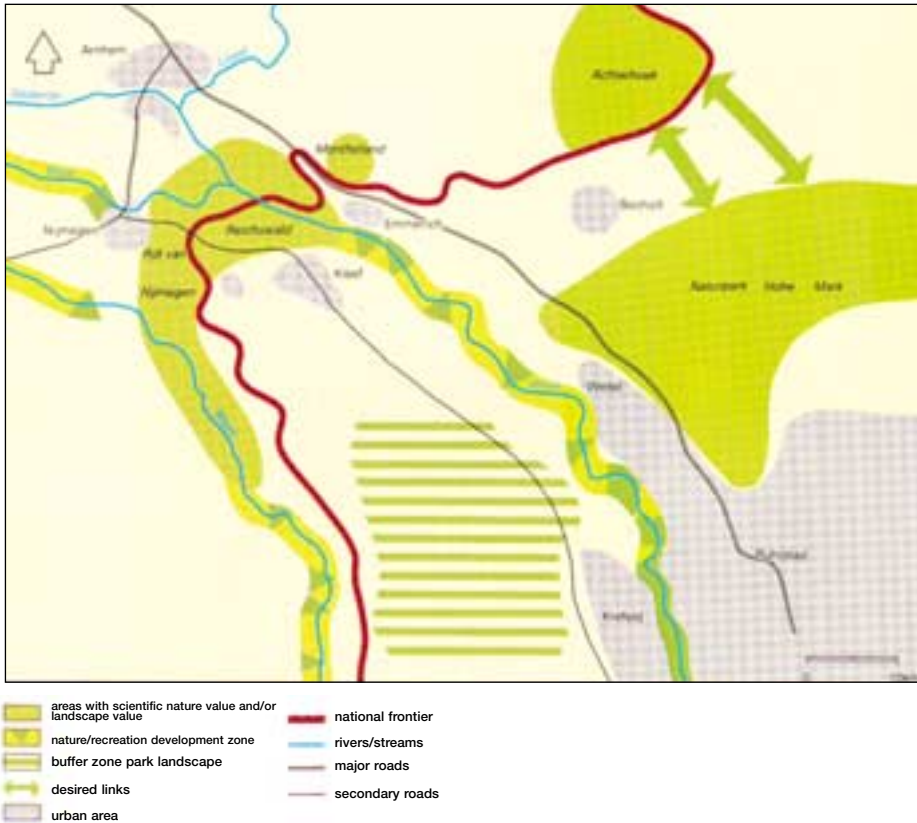 Arnhem
Achterhoek
Montferland
Nijmegen
Reichswald
Emmerich
Bocholt
Rijk van
Nijmegen
Kleef
Naturpark Hohe Mark
Wesel
Krefeld
areas with scientific nature value and/or
landscape value
nature/recreation development zone
buffer zone park landscape
desired links
urban area
national frontier
rivers/streams
major roads
secondary roads